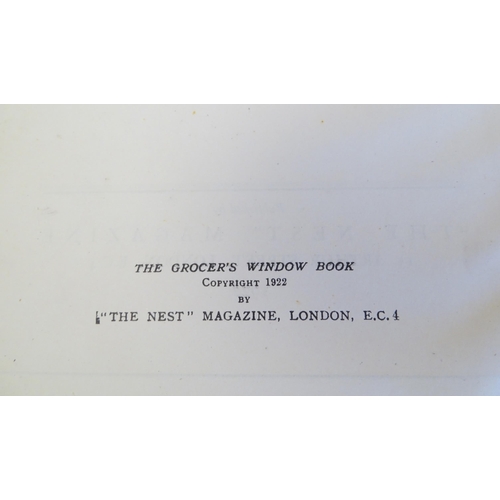 THE GROCER'S WINDOW BOOK
COPYRIGHT 1922
BY
"THE NEST" MAGAZINE, LONDON, E.C.4